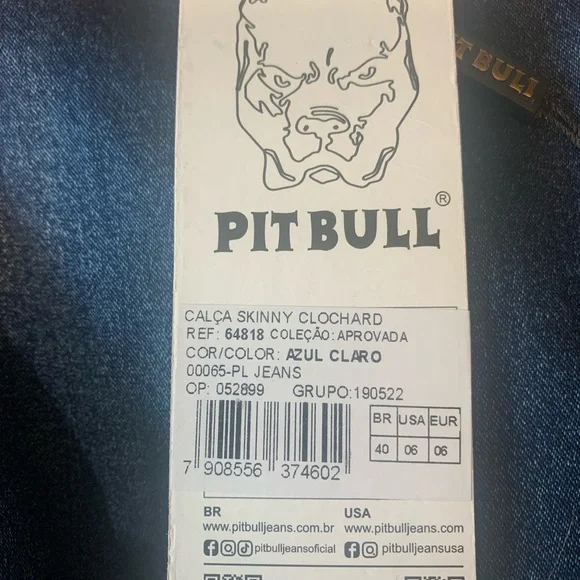 T BULL
PIT BULL®
CALÇA SKINNY CLOCHARD
REF: 64818 COLEÇÃO: APROVADA
COR/COLOR: AZUL CLARO
00065-PL JEANS
OP: 052899 GRUPO:190522
BR USA EUR
40 06 06
7 908556 374602
BR USA
www.pitbulljeans.com.br www.pitbulljeans.com
pitbulljeansoficial pitbulljeansusa